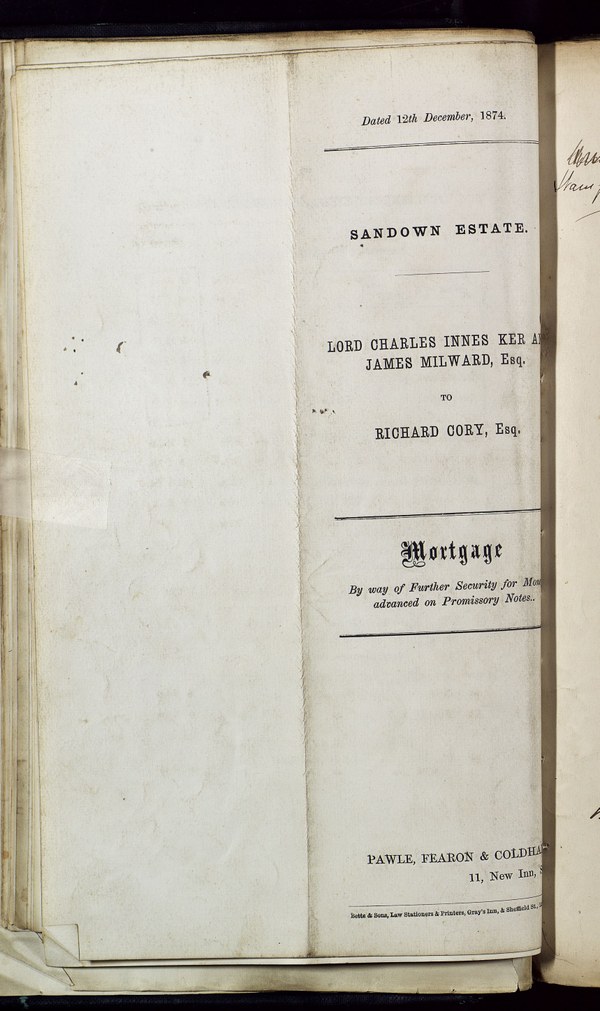 Dated 12th December, 1874.
SANDOWN ESTATE.
LORD CHARLES INNES KER
JAMES MILWARD, Esq.
TO
RICHARD CORY, Esq.
Mortgage
By way of Further Security for
advanced on Promissory Notes..
PAWLE, FEARON &
11, New Inn,
Betts & Sons, Law Stationers & Printers, Gray's Inn, & Sheffield St.,